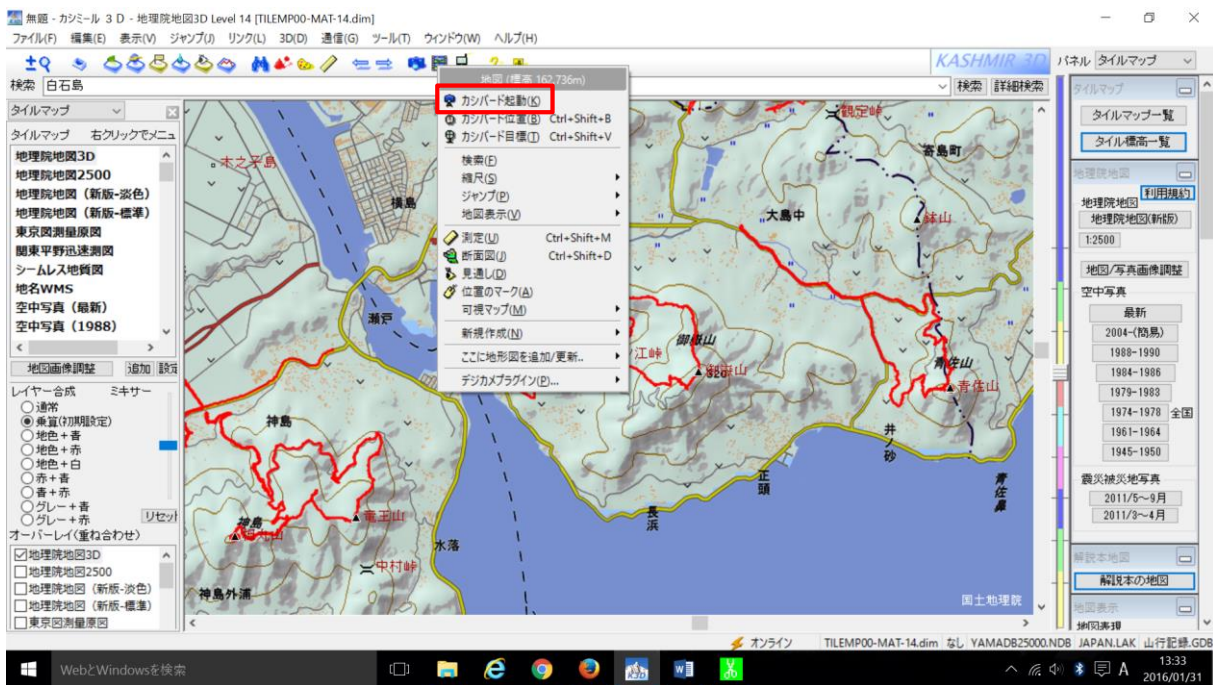 無題 - カシミール 3D - 地理院地図3D Level 14 [TILEMP00-MAT-14.dim]
ファイル(F) 編集(E) 表示(V) ジャンプ(J) リンク(L) 3D(D) 通信(G) ツール(T) ウィンドウ(W) ヘルプ(H)
KASHMIR 3D
パネル タイルマップ
検索 白石島
検索 詳細検索
タイルマップ
タイルマップ 右クリックでメニュ
地理院地図3D
地理院地図2500
地理院地図（新版-淡色）
地理院地図（新版-標準）
東京図測量原図
関東平野迅速測図
シームレス地質図
地名WMS
空中写真（最新）
空中写真（1988）
地図画像調整 追加 設定
レイヤー合成 ミキサー
通常
乗算(初期設定)
地色+青
地色+赤
地色+白
赤+青
青+赤
グレー+青
グレー+赤
リセッ
オーバーレイ(重ね合わせ)
地理院地図3D
地理院地図2500
地理院地図（新版-淡色）
地理院地図（新版-標準）
東京図測量原図
地図 (標高 162.736m)
カシバード起動(K)
カシバード位置(B) Ctrl+Shift+B
カシバード目標(T) Ctrl+Shift+V
検索(F)
縮尺(S)
ジャンプ(P)
地図表示(V)
測定(U) Ctrl+Shift+M
断面図(J) Ctrl+Shift+D
見通し(D)
位置のマーク(A)
可視マップ(M)
新規作成(N)
ここに地形図を追加/更新..
デジカメプラグイン(P)...
木之子島
横島
瀬戸
神島
神島
竜王山
水落
中村峠
神島外浦
観定峠
寄島町
大島中
鉢山
御嶽山
江峠
御嶽山
320
青佐山
青佐山
井ノ砂
正頭
長浜
青佐鼻
国土地理院
タイルマップ
タイルマップ一覧
タイル標高一覧
地理院地図
地理院地図 利用規約
地理院地図(新版)
1:2500
地図/写真画像調整
空中写真
最新
2004-(簡易)
1988-1990
1984-1986
1979-1983
1974-1978 全国
1961-1964
1945-1950
震災被災地写真
2011/5～9月
2011/3～4月
解説本地図
解説本の地図
地図表示
地図表現
オンライン TILEMP00-MAT-14.dim なし YAMADB25000.NDB JAPAN.LAK 山行記録.GDB
WebとWindowsを検索
A
13:33
2016/01/31